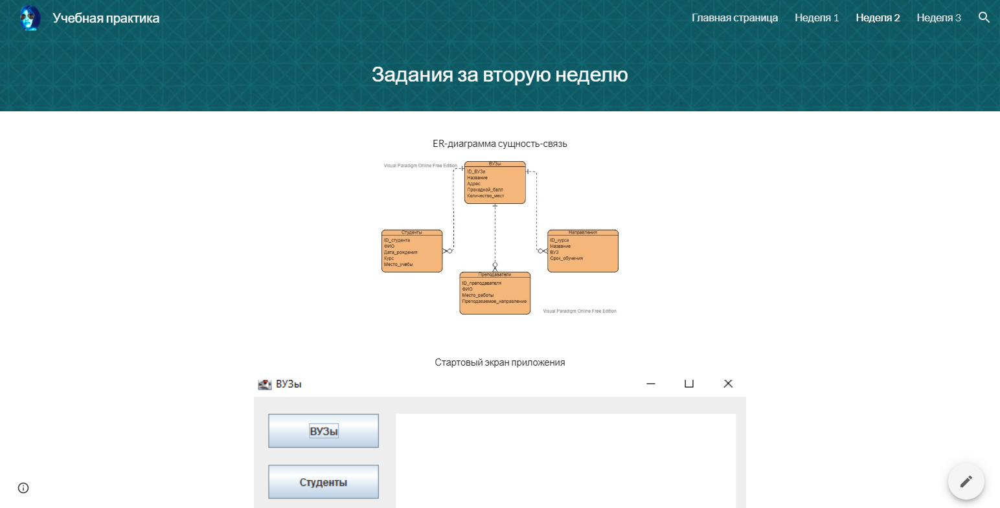 Учебная практика
Главная страница
Неделя 1
Неделя 2
Неделя 3
Задания за вторую неделю
ER-диаграмма сущность-связь
Visual Paradigm Online Free Edition
ВУЗы
ID_ВУЗа
Название
Адрес
Проходной_балл
Количество_мест
Студенты
ID_студента
ФИО
Дата_рождения
Курс
Место_учебы
Направления
ID_курса
Название
ВУЗ
Срок_обучения
Преподаватели
ID_преподавателя
ФИО
Место_работы
Преподаваемое_направление
Visual Paradigm Online Free Edition
Стартовый экран приложения
ВУЗы
ВУЗы
Студенты